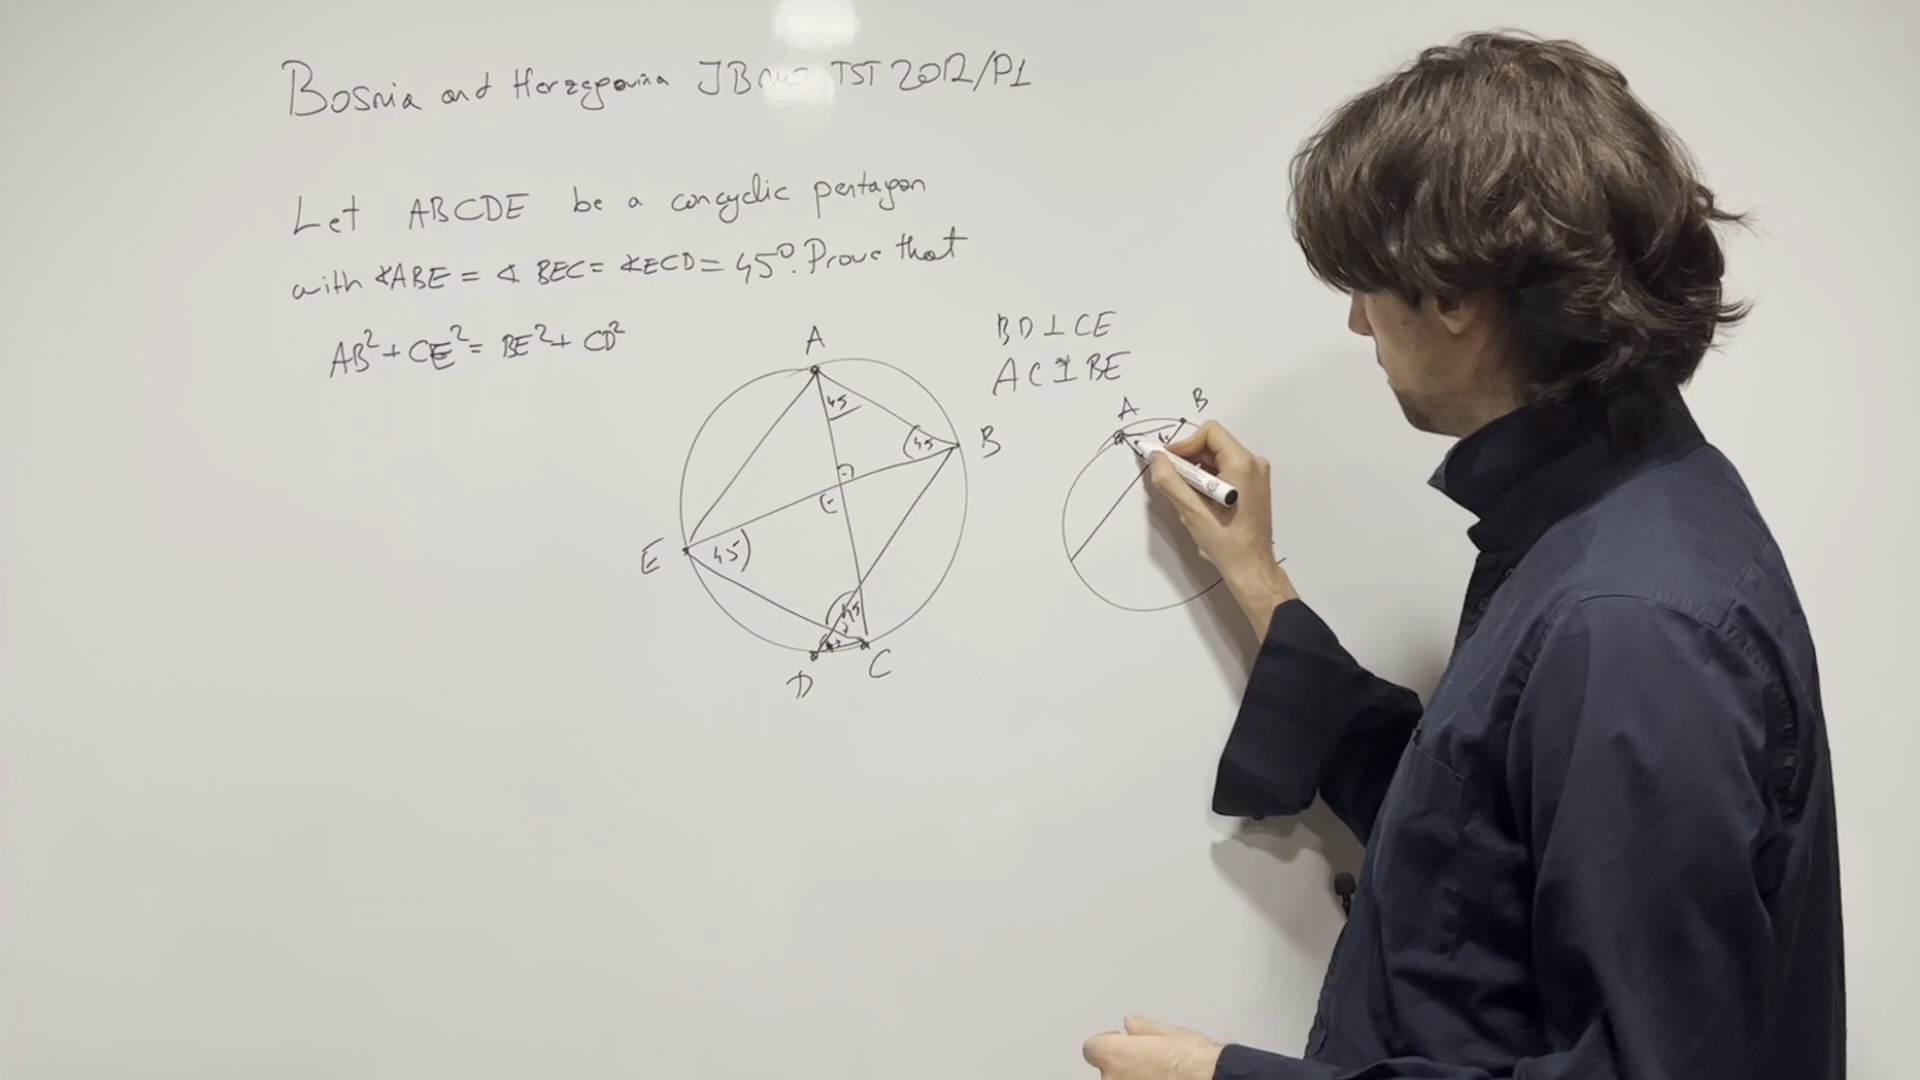 Bosnia and Herzegovina JBMO TST 2012/P1
Let ABCDE be a concyclic pentagon
with ∢ABE = ∢ BEC = ∢ECD = 45°. Prove that
AB²+CE²= BE²+ CD²
BD⊥CE
AC⊥BE
A
45
45
B
E
45
45
D
C
A
B